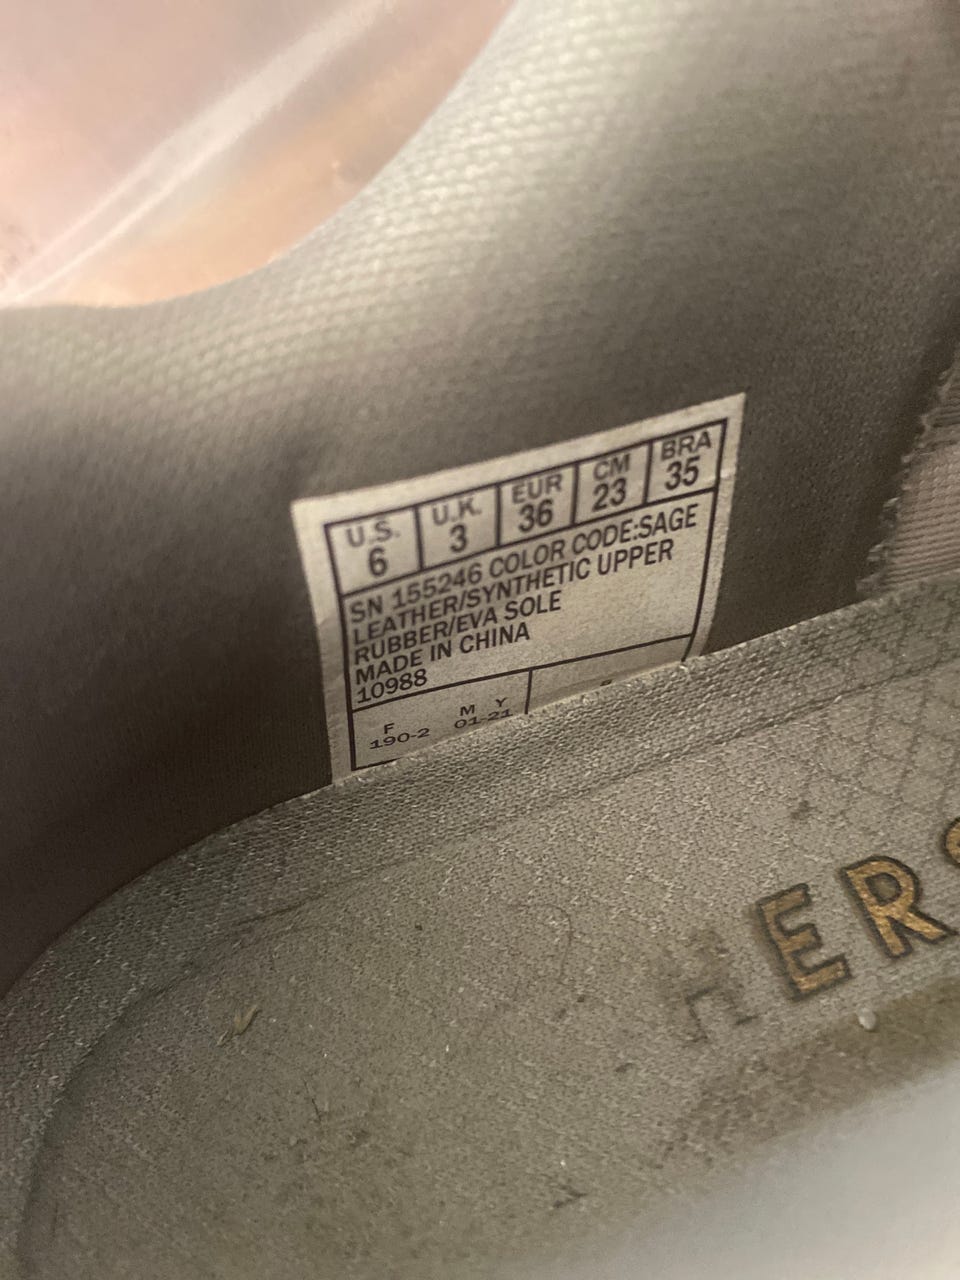 U.S. U.K. EUR CM BRA
6 3 36 23 35
SN 155246 COLOR CODE:SAGE
LEATHER/SYNTHETIC UPPER
RUBBER/EVA SOLE
MADE IN CHINA
10988
F M Y
190-2 01-21
HERS